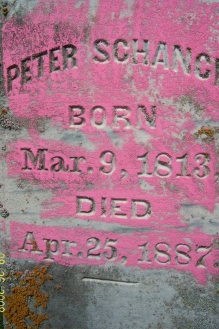 PETER SCHANCK
BORN
Mar. 9, 1813.
DIED
Apr. 25, 1887.